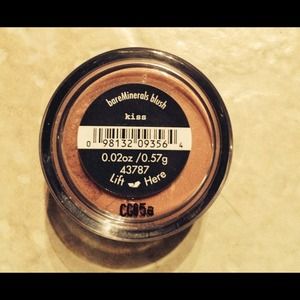 bareMinerals blush
kiss
0 98132 09356 4
0.02oz /0.57g
43787
Lift Here